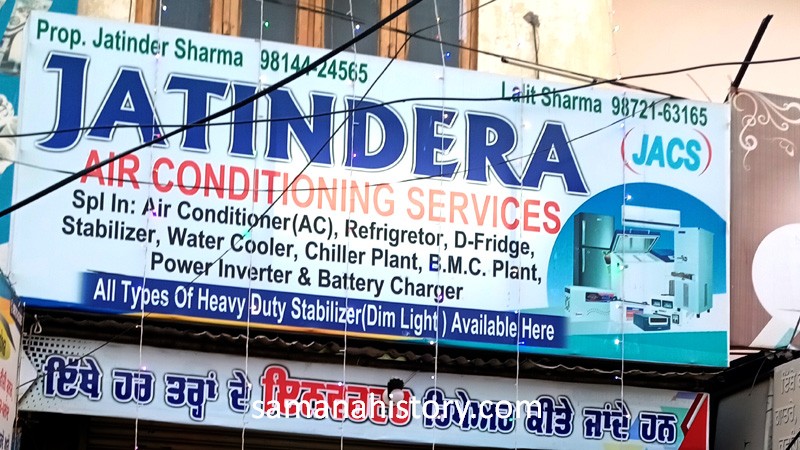 Prop. Jatinder Sharma 98144-24565
Lalit Sharma 98721-63165
JATINDERA
(JACS)
AIR CONDITIONING SERVICES
Spl In: Air Conditioner(AC), Refrigretor, D-Fridge,
Stabilizer, Water Cooler, Chiller Plant, B.M.C. Plant,
Power Inverter & Battery Charger
All Types Of Heavy Duty Stabilizer(Dim Light) Available Here
ਇੱਥੇ ਹਰ ਤਰ੍ਹਾਂ ਦੇ ਇਨਵਰਟਰ ਰਿਪੇਅਰ ਕੀਤੇ ਜਾਂਦੇ ਹਨ
samanahistory.com